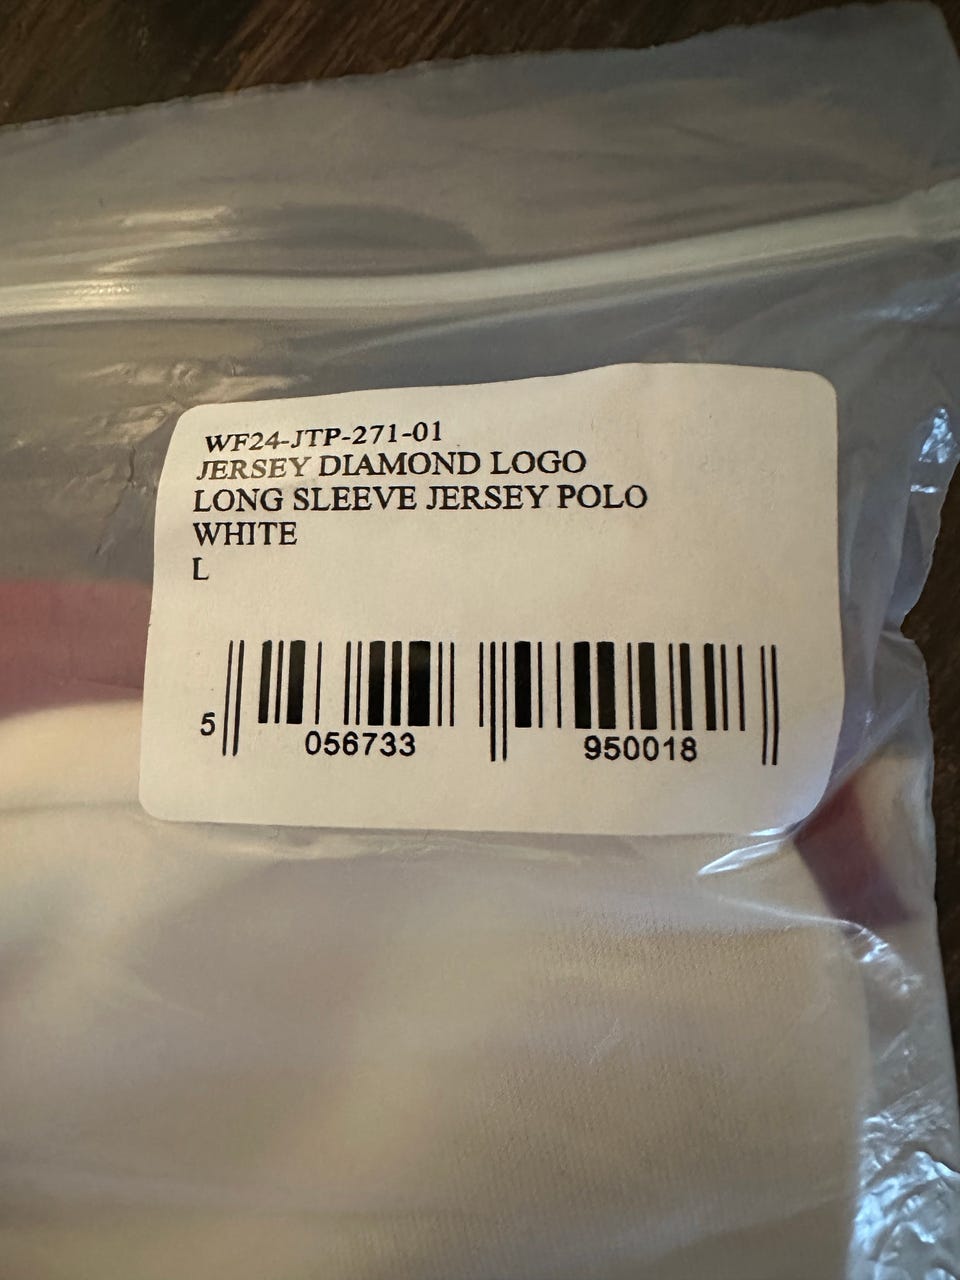 WF24-JTP-271-01
JERSEY DIAMOND LOGO
LONG SLEEVE JERSEY POLO
WHITE
L
5 056733 950018